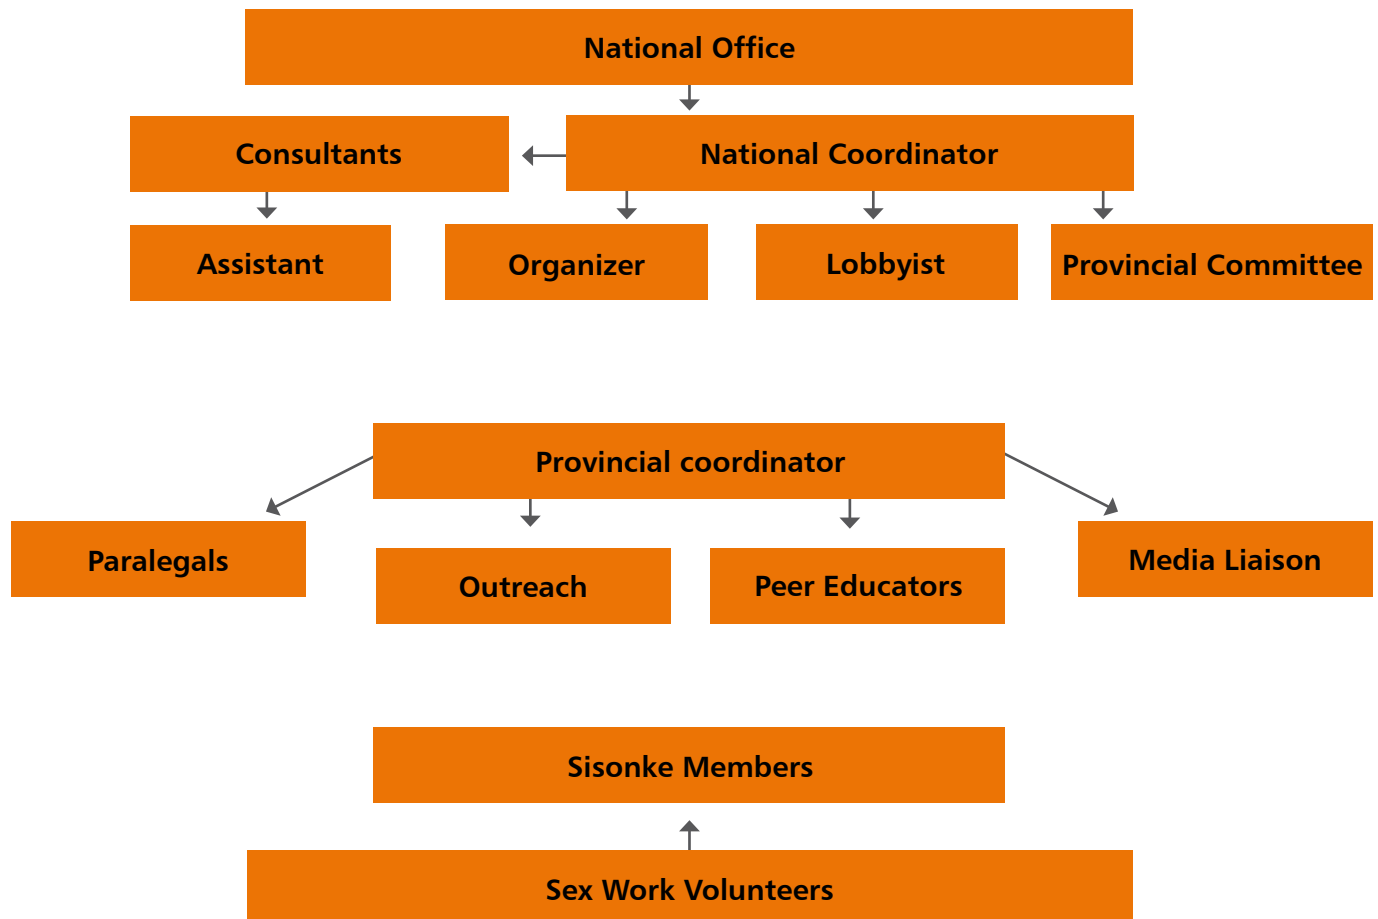 National Office
Consultants
National Coordinator
Assistant
Organizer
Lobbyist
Provincial Committee
Provincial coordinator
Paralegals
Outreach
Peer Educators
Media Liaison
Sisonke Members
Sex Work Volunteers